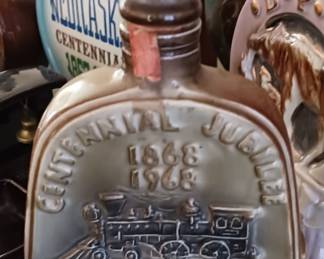 NEBRASKA
CENTENNIAL
CENTENNIAL JUBILEE
1868
1968